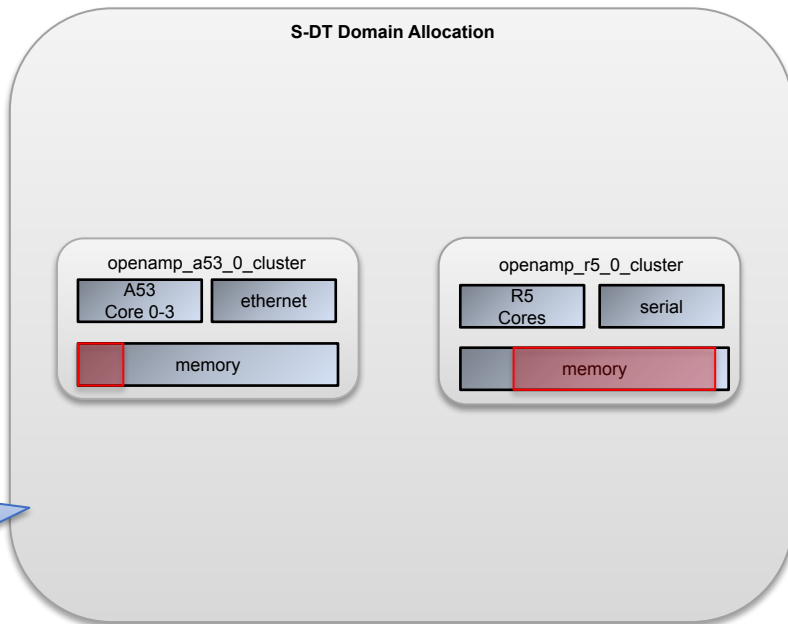 S-DT Domain Allocation
openamp_a53_0_cluster
A53
Core 0-3
ethernet
memory
openamp_r5_0_cluster
R5
Cores
serial
memory